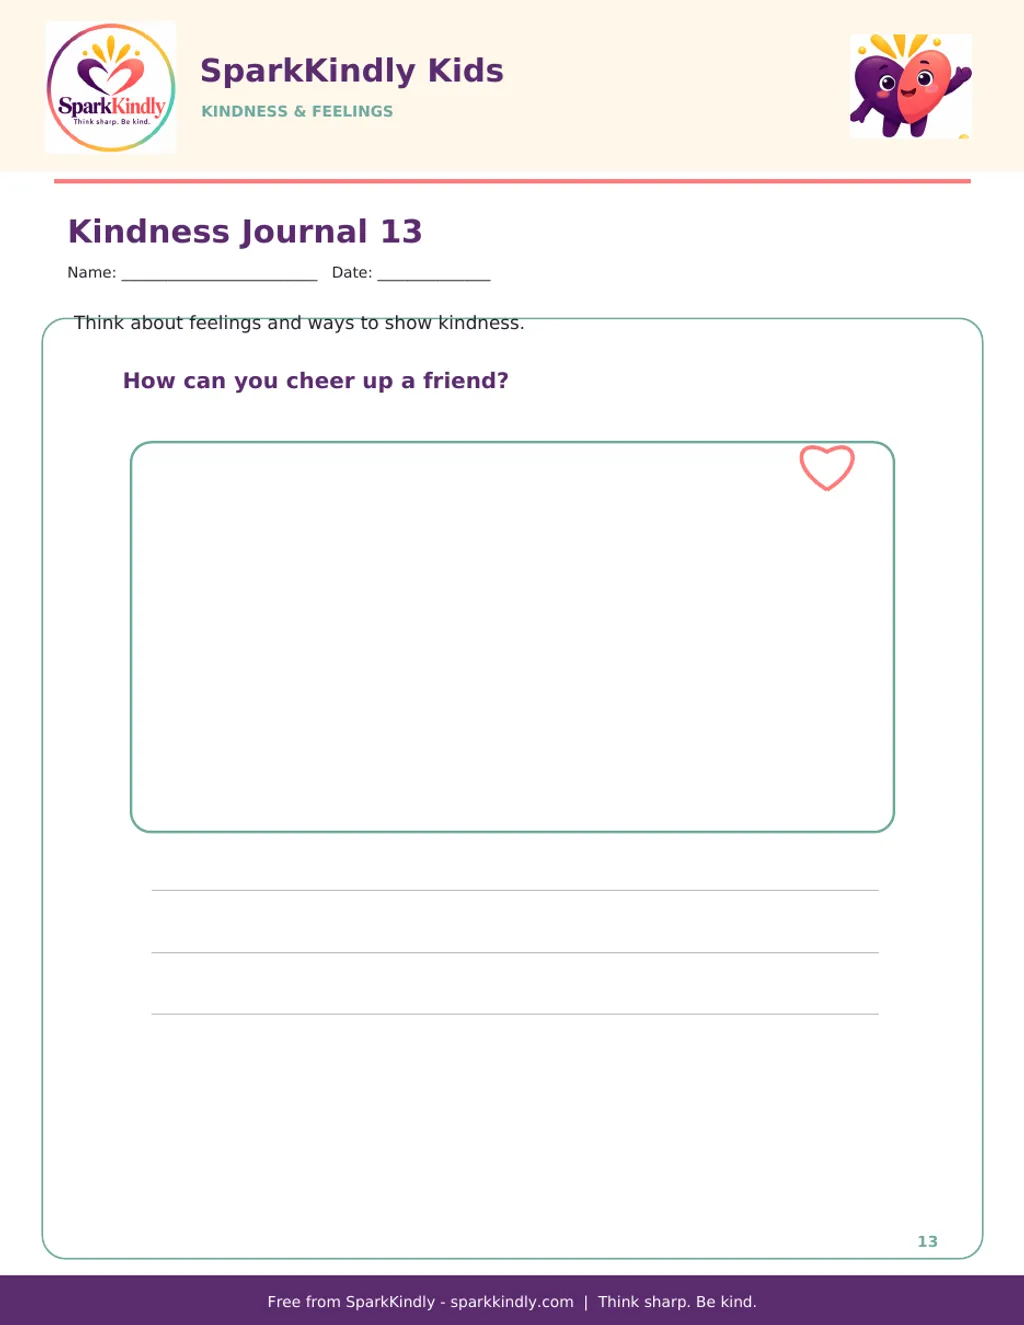 SparkKindly
Think sharp. Be kind.
SparkKindly Kids
KINDNESS & FEELINGS
Kindness Journal 13
Name: __________________________ Date: _______________
Think about feelings and ways to show kindness.
How can you cheer up a friend?
13
Free from SparkKindly - sparkkindly.com | Think sharp. Be kind.